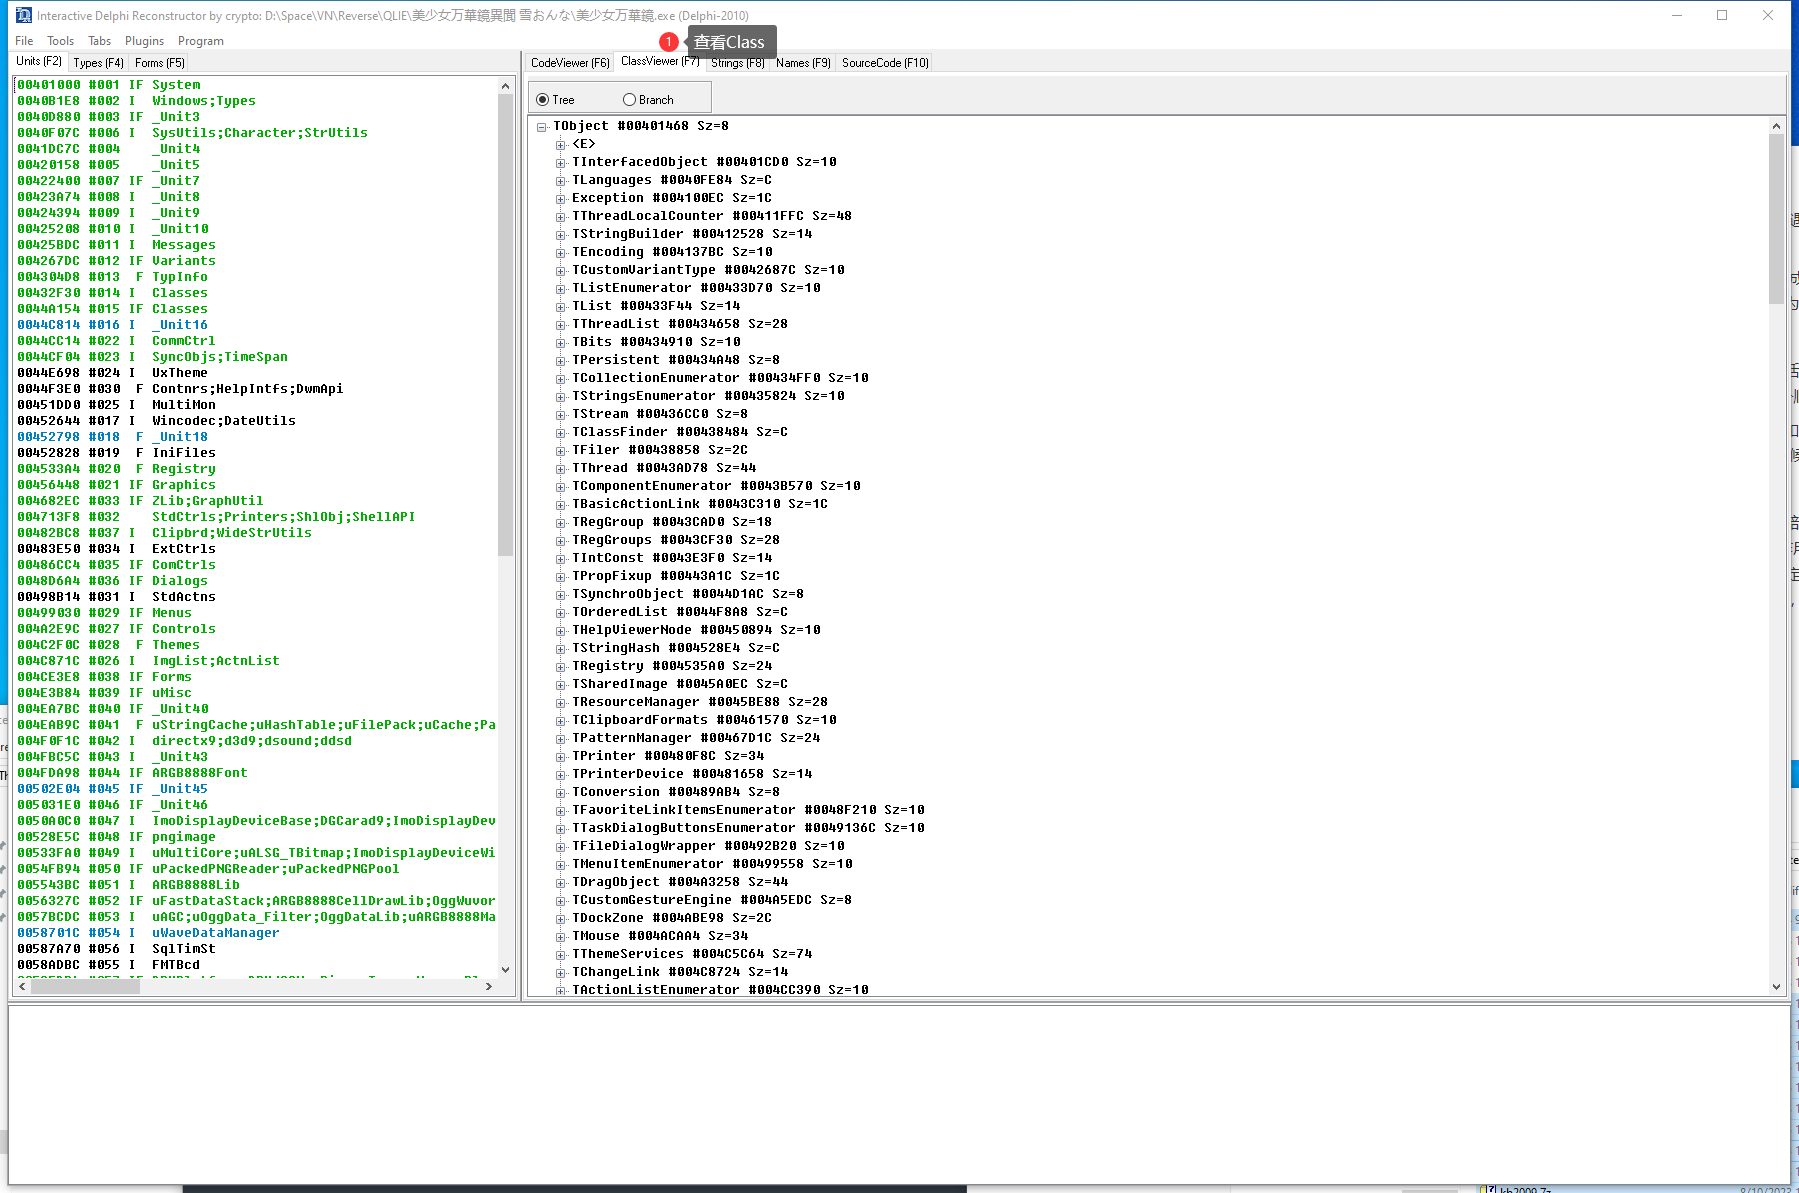 Interactive Delphi Reconstructor by crypto: D:\Space\VN\Reverse\QLIE\美少女万華鏡異聞 雪おんな\美少女万華鏡.exe (Delphi-2010)
File Tools Tabs Plugins Program
1 查看Class
Units (F2) Types (F4) Forms (F5)
CodeViewer (F6) ClassViewer (F7) Strings (F8) Names (F9) SourceCode (F10)
Tree Branch
00401000 #001 IF System
0040B1E8 #002 I Windows;Types
0040D880 #003 IF _Unit3
0040F07C #006 I SysUtils;Character;StrUtils
0041DC7C #004 _Unit4
00420158 #005 _Unit5
00422400 #007 IF _Unit7
00423A74 #008 I _Unit8
00424394 #009 I _Unit9
00425208 #010 I _Unit10
00425BDC #011 I Messages
004267DC #012 IF Variants
004304D8 #013 F TypInfo
00432F30 #014 I Classes
0044A154 #015 IF Classes
0044C814 #016 I _Unit16
0044CC14 #022 I CommCtrl
0044CF04 #023 I SyncObjs;TimeSpan
0044E698 #024 I UxTheme
0044F3E0 #030 F Contnrs;HelpIntfs;DwmApi
00451DD0 #025 I MultiMon
00452644 #017 I Wincodec;DateUtils
00452798 #018 F _Unit18
00452828 #019 F IniFiles
004533A4 #020 F Registry
00456448 #021 IF Graphics
004682EC #033 IF ZLib;GraphUtil
004713F8 #032 StdCtrls;Printers;ShlObj;ShellAPI
00482BC8 #037 I Clipbrd;WideStrUtils
00483E50 #034 I ExtCtrls
00486CC4 #035 IF ComCtrls
0048D6A4 #036 IF Dialogs
00498B14 #031 I StdActns
00499030 #029 IF Menus
004A2E9C #027 IF Controls
004C2F0C #028 F Themes
004C871C #026 I ImgList;ActnList
004CE3E8 #038 IF Forms
004E3B84 #039 IF uMisc
004EA7BC #040 IF _Unit40
004EAB9C #041 F uStringCache;uHashTable;uFilePack;uCache;Pa
004F0F1C #042 I directx9;d3d9;dsound;ddsd
004FBC5C #043 I _Unit43
004FDA98 #044 IF ARGB8888Font
00502E04 #045 IF _Unit45
005031E0 #046 IF _Unit46
0050A0C0 #047 I ImoDisplayDeviceBase;DGCarad9;ImoDisplayDev
00528E5C #048 IF pngimage
00533FA0 #049 I uMultiCore;uALSG_TBitmap;ImoDisplayDeviceWi
0054FB94 #050 IF uPackedPNGReader;uPackedPNGPool
005543BC #051 I ARGB8888Lib
0056327C #052 IF uFastDataStack;ARGB8888CellDrawLib;OggWuvor
0057BCDC #053 I uAGC;uOggData_Filter;OggDataLib;uARGB8888Ma
0058701C #054 I uWaveDataManager
00587A70 #056 I SqlTimSt
0058ADBC #055 I FMTBcd
TObject #00401468 Sz=8
<E>
TInterfacedObject #00401CD0 Sz=10
TLanguages #0040FE84 Sz=C
Exception #004100EC Sz=1C
TThreadLocalCounter #00411FFC Sz=48
TStringBuilder #00412528 Sz=14
TEncoding #004137BC Sz=10
TCustomVariantType #0042687C Sz=10
TListEnumerator #00433D70 Sz=10
TList #00433F44 Sz=14
TThreadList #00434658 Sz=28
TBits #00434910 Sz=10
TPersistent #00434A48 Sz=8
TCollectionEnumerator #00434FF0 Sz=10
TStringsEnumerator #00435824 Sz=10
TStream #00436CC0 Sz=8
TClassFinder #00438484 Sz=C
TFiler #00438858 Sz=2C
TThread #0043AD78 Sz=44
TComponentEnumerator #0043B570 Sz=10
TBasicActionLink #0043C310 Sz=1C
TRegGroup #0043CAD0 Sz=18
TRegGroups #0043CF30 Sz=28
TIntConst #0043E3F0 Sz=14
TPropFixup #00443A1C Sz=1C
TSynchroObject #0044D1AC Sz=8
TOrderedList #0044F8A8 Sz=C
THelpViewerNode #00450894 Sz=10
TStringHash #004528E4 Sz=C
TRegistry #004535A0 Sz=24
TSharedImage #0045A0EC Sz=C
TResourceManager #0045BE88 Sz=28
TClipboardFormats #00461570 Sz=10
TPatternManager #00467D1C Sz=24
TPrinter #00480F8C Sz=34
TPrinterDevice #00481658 Sz=14
TConversion #00489AB4 Sz=8
TFavoriteLinkItemsEnumerator #0048F210 Sz=10
TTaskDialogButtonsEnumerator #0049136C Sz=10
TFileDialogWrapper #00492B20 Sz=10
TMenuItemEnumerator #00499558 Sz=10
TDragObject #004A3258 Sz=44
TCustomGestureEngine #004A5EDC Sz=8
TDockZone #004ABE98 Sz=2C
TMouse #004ACAA4 Sz=34
TThemeServices #004C5C64 Sz=74
TChangeLink #004C8724 Sz=14
TActionListEnumerator #004CC390 Sz=10